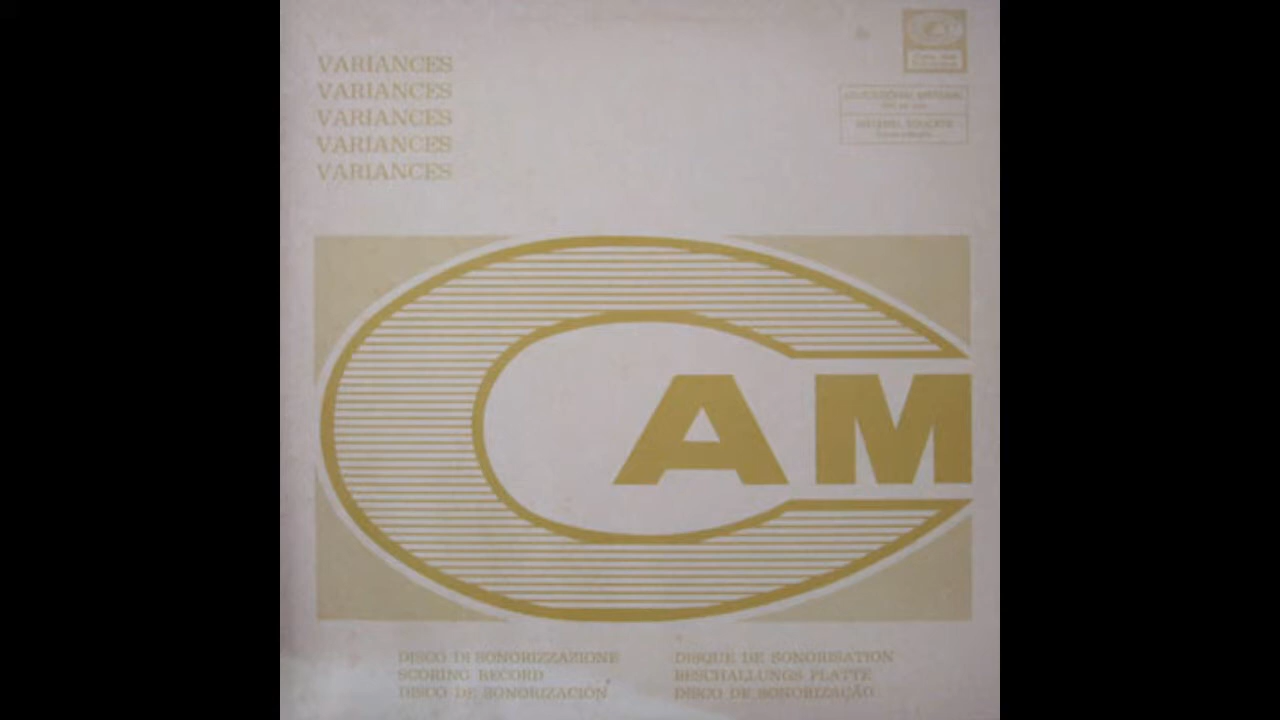 VARIANCES
VARIANCES
VARIANCES
VARIANCES
VARIANCES
CAM
DISCO DI SONORIZZAZIONE
SCORING RECORD
DISCO DE SONORIZACIÓN
DISQUE DE SONORISATION
BESCHALLUNGS PLATTE
DISCO DE SONORIZAÇÃO